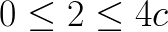 0 ≤ 2 ≤ 4c